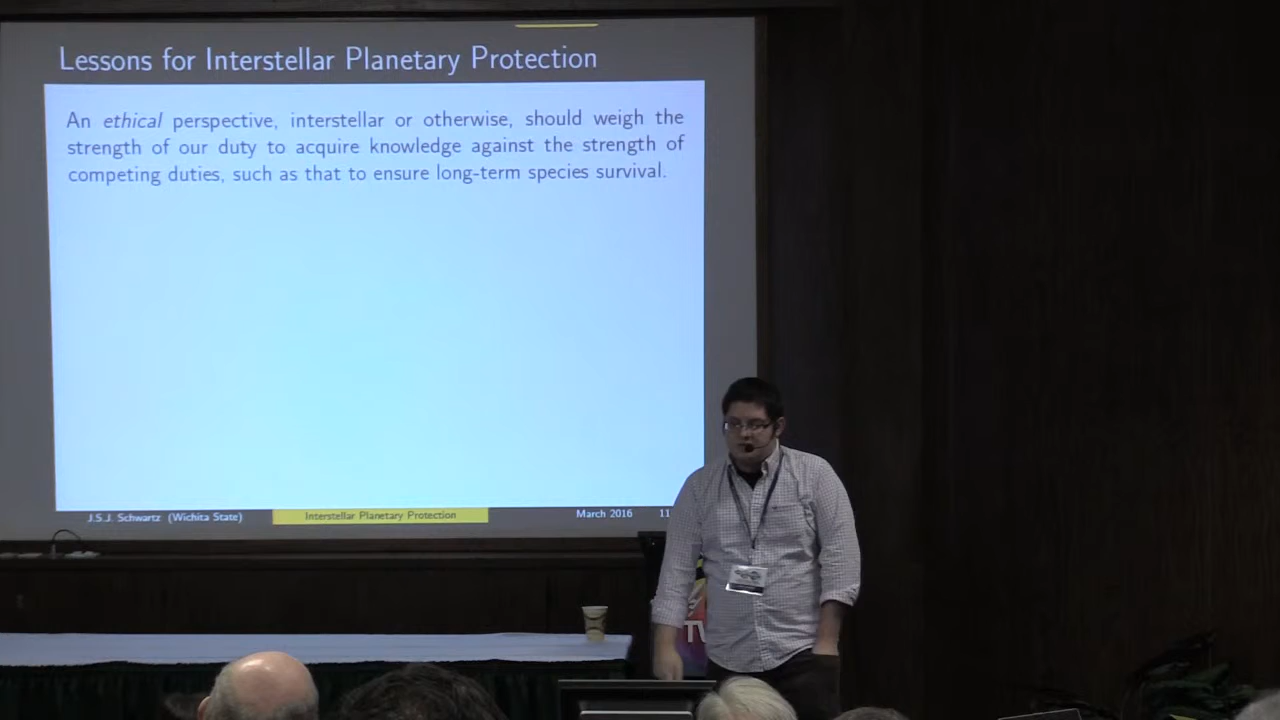 Lessons for Interstellar Planetary Protection
An ethical perspective, interstellar or otherwise, should weigh the
strength of our duty to acquire knowledge against the strength of
competing duties, such as that to ensure long-term species survival.
J.S.J. Schwartz (Wichita State) Interstellar Planetary Protection March 2016 11
TV